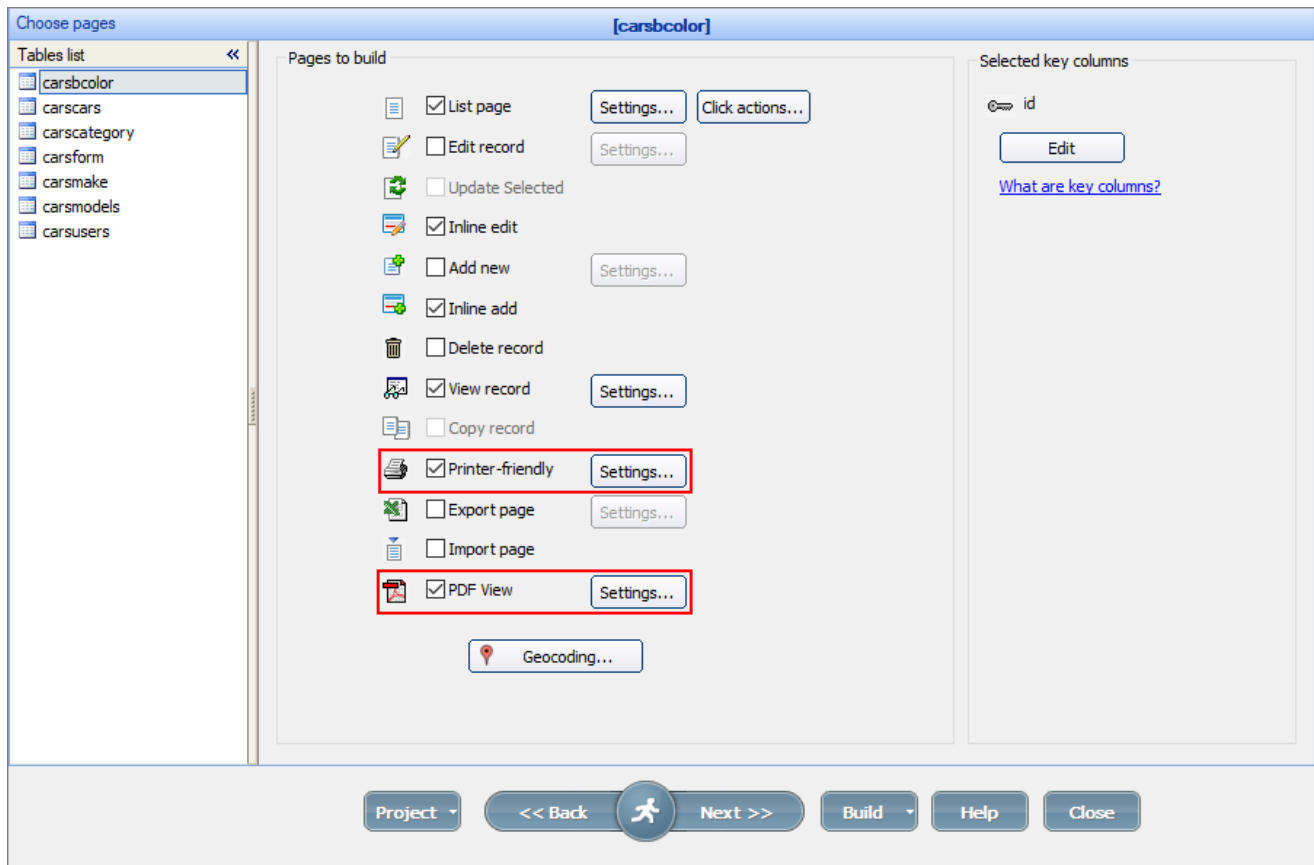 Choose pages
[carsbcolor]
Tables list «
carsbcolor
carscars
carscategory
carsform
carsmake
carsmodels
carsusers
Pages to build
List page Settings... Click actions...
Edit record Settings...
Update Selected
Inline edit
Add new Settings...
Inline add
Delete record
View record Settings...
Copy record
Printer-friendly Settings...
Export page Settings...
Import page
PDF View Settings...
Geocoding...
Selected key columns
id
Edit
What are key columns?
Project << Back Next >> Build Help Close